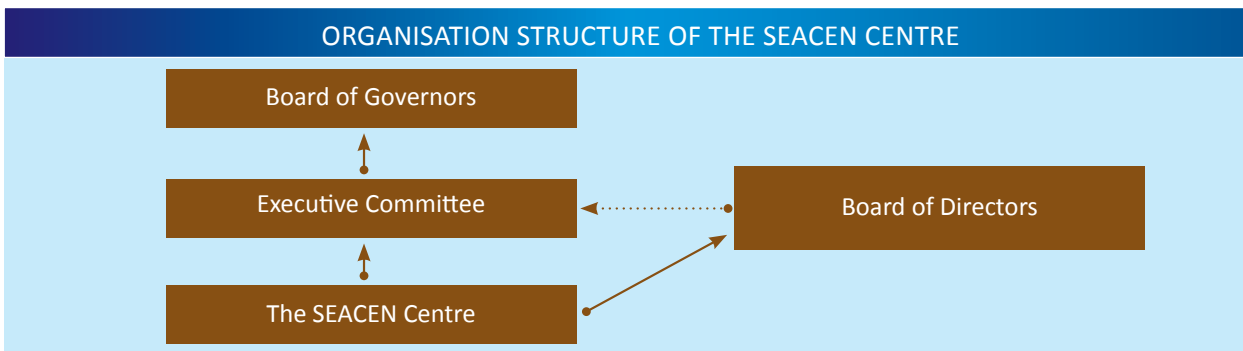 ORGANISATION STRUCTURE OF THE SEACEN CENTRE
Board of Governors
Executive Committee
Board of Directors
The SEACEN Centre